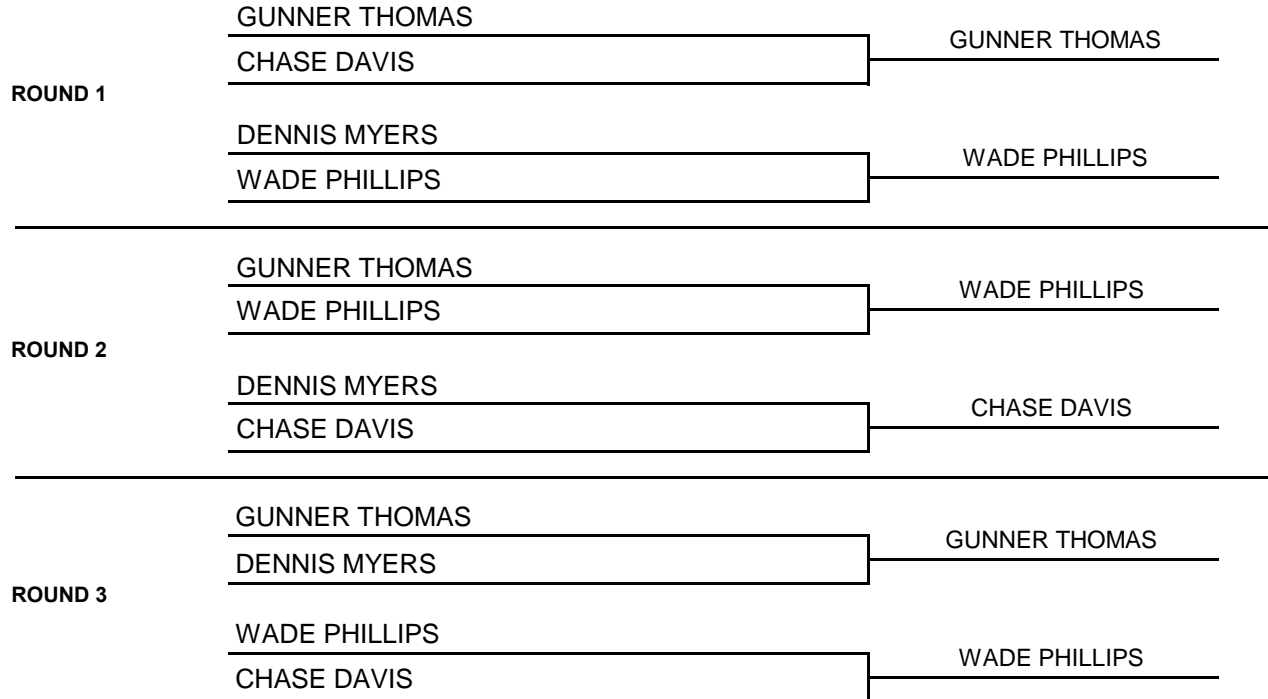 GUNNER THOMAS
GUNNER THOMAS
CHASE DAVIS
ROUND 1
DENNIS MYERS
WADE PHILLIPS
WADE PHILLIPS
GUNNER THOMAS
WADE PHILLIPS
WADE PHILLIPS
ROUND 2
DENNIS MYERS
CHASE DAVIS
CHASE DAVIS
GUNNER THOMAS
GUNNER THOMAS
DENNIS MYERS
ROUND 3
WADE PHILLIPS
WADE PHILLIPS
CHASE DAVIS